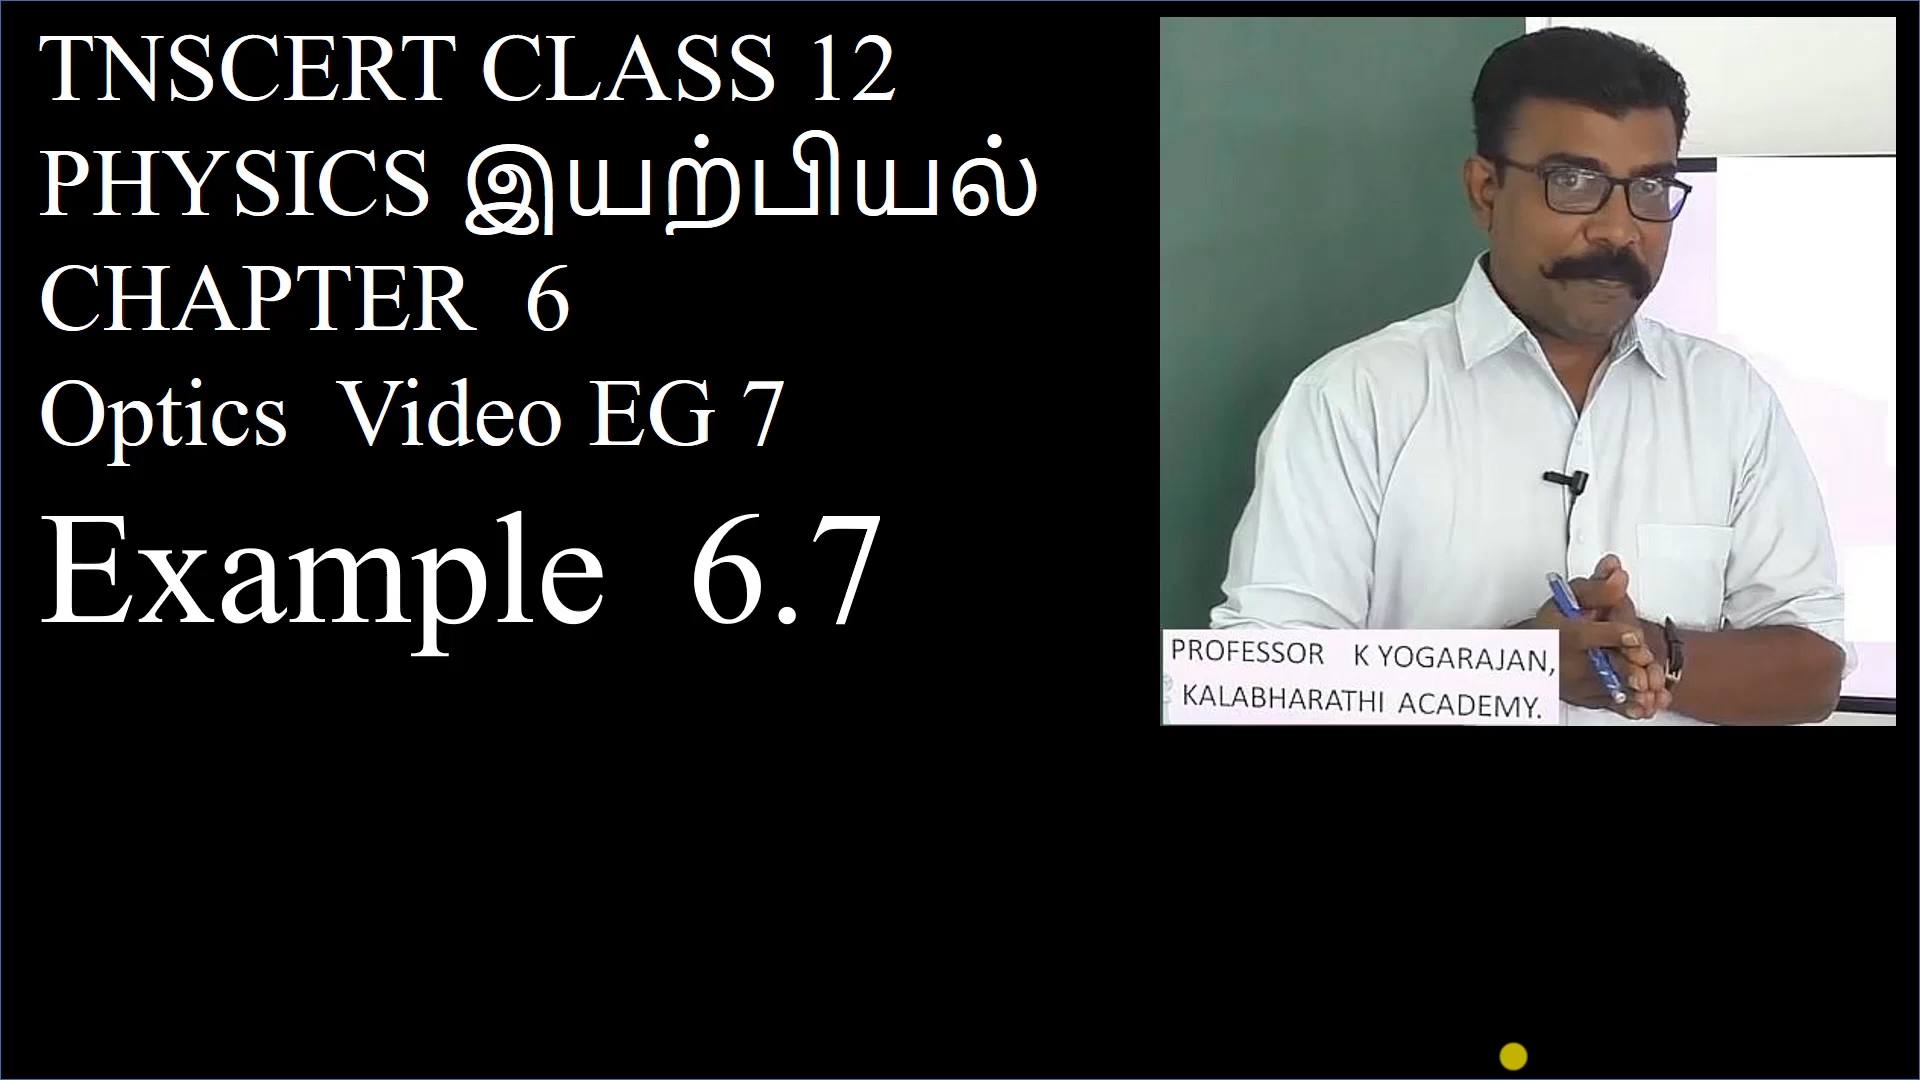 TNSCERT CLASS 12
PHYSICS இயற்பியல்
CHAPTER 6
Optics Video EG 7
Example 6.7
PROFESSOR K YOGARAJAN,
KALABHARATHI ACADEMY.